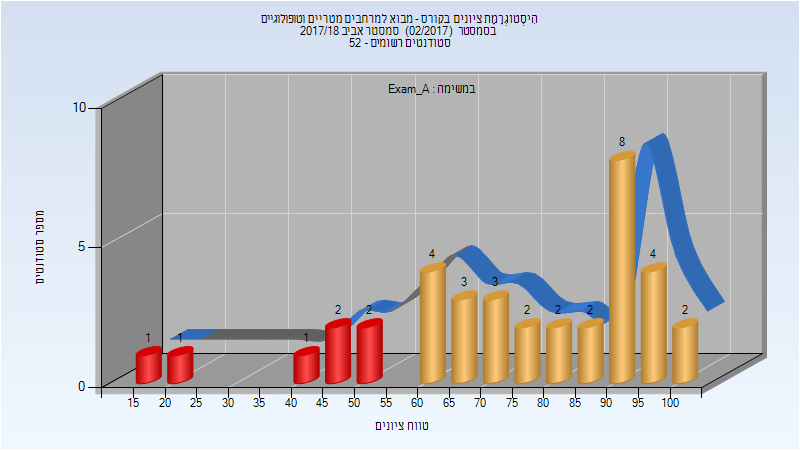 הִיסְטוֹגְרָמַת ציונים בקורס - מבוא למרחבים מטריים וטופולוגיים
בסמסטר (02/2017) סמסטר אביב 2017/18
סטודנטים רשומים - 52
במשימה : Exam_A
10
5
0
מספר סטודנטים
1 1 1 2 2 4 3 3 2 2 2 8 4 2
15 20 25 30 35 40 45 50 55 60 65 70 75 80 85 90 95 100
טווח ציונים